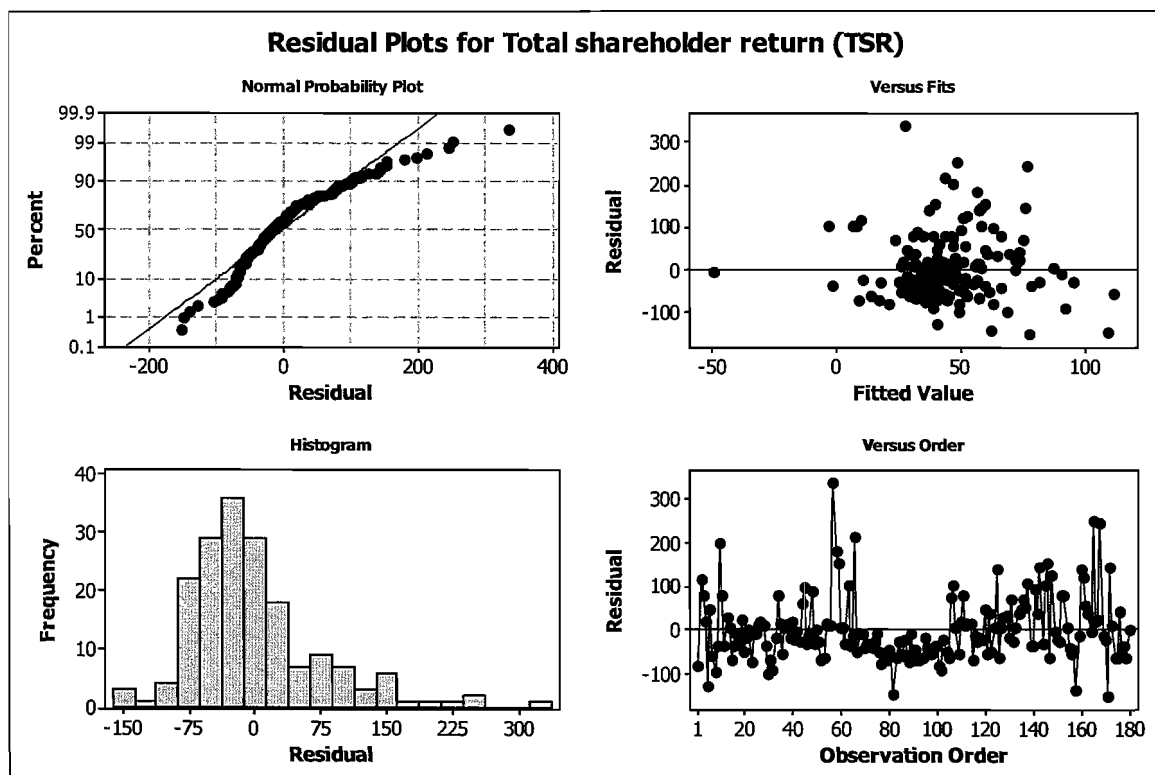 Residual Plots for Total shareholder return (TSR)
Normal Probability Plot
99.9
99
90
50
10
1
0.1
Percent
-200 0 200 400
Residual
Versus Fits
300
200
100
0
-100
Residual
-50 0 50 100
Fitted Value
Histogram
40
30
20
10
0
Frequency
-150 -75 0 75 150 225 300
Residual
Versus Order
300
200
100
0
-100
Residual
1 20 40 60 80 100 120 140 160 180
Observation Order